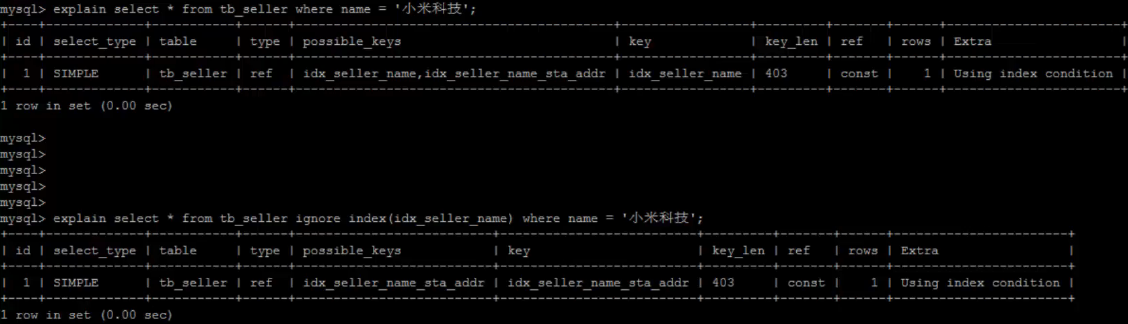 mysql> explain select * from tb_seller where name = '小米科技';
+----+-------------+-----------+------+------------------------------------------+-----------------+---------+-------+------+-----------------------+
| id | select_type | table | type | possible_keys | key | key_len | ref | rows | Extra |
+----+-------------+-----------+------+------------------------------------------+-----------------+---------+-------+------+-----------------------+
| 1 | SIMPLE | tb_seller | ref | idx_seller_name,idx_seller_name_sta_addr | idx_seller_name | 403 | const | 1 | Using index condition |
+----+-------------+-----------+------+------------------------------------------+-----------------+---------+-------+------+-----------------------+
1 row in set (0.00 sec)
mysql>
mysql>
mysql>
mysql>
mysql>
mysql> explain select * from tb_seller ignore index(idx_seller_name) where name = '小米科技';
+----+-------------+-----------+------+--------------------------+--------------------------+---------+-------+------+-----------------------+
| id | select_type | table | type | possible_keys | key | key_len | ref | rows | Extra |
+----+-------------+-----------+------+--------------------------+--------------------------+---------+-------+------+-----------------------+
| 1 | SIMPLE | tb_seller | ref | idx_seller_name_sta_addr | idx_seller_name_sta_addr | 403 | const | 1 | Using index condition |
+----+-------------+-----------+------+--------------------------+--------------------------+---------+-------+------+-----------------------+
1 row in set (0.00 sec)